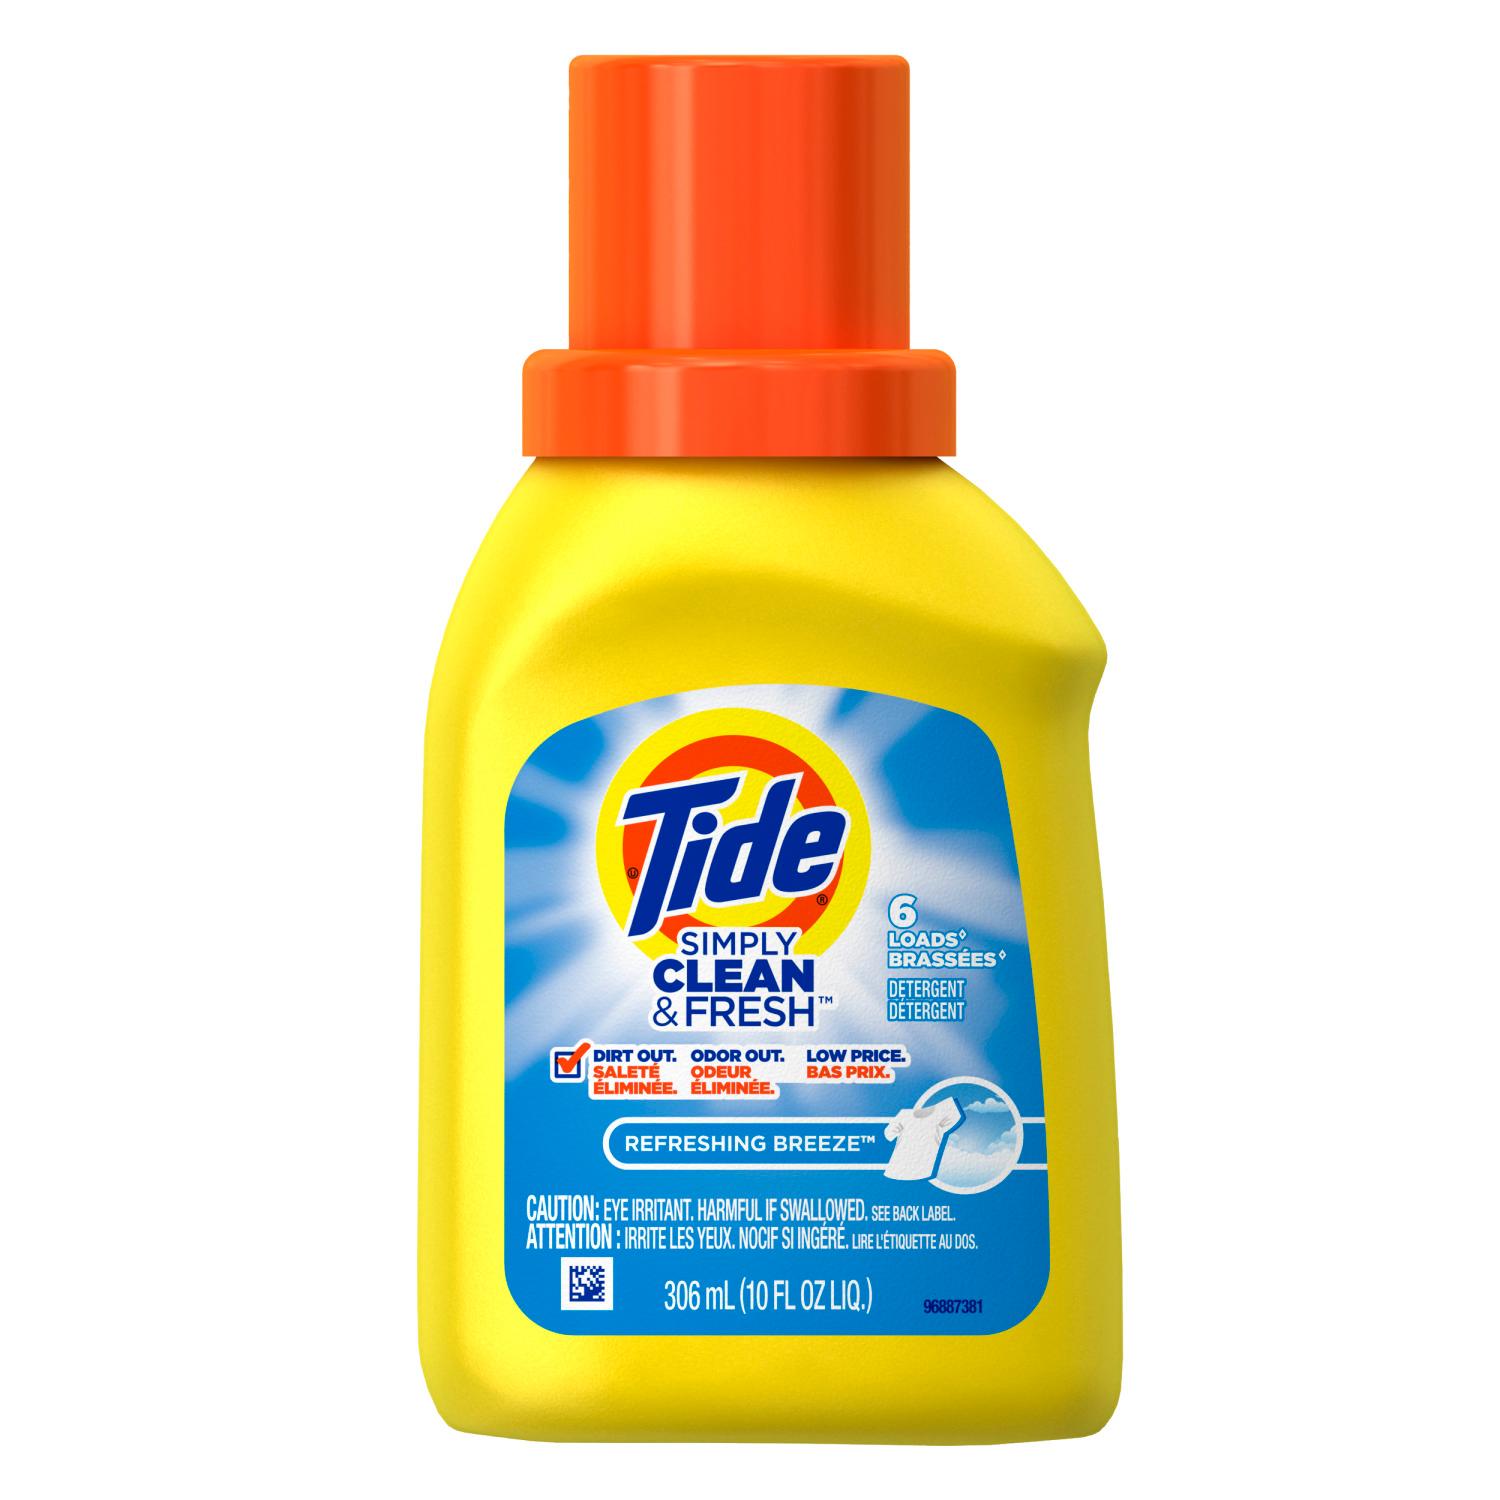 Tide
SIMPLY
CLEAN
& FRESH™
6
LOADS◊
BRASSÉES◊
DETERGENT
DÉTERGENT
DIRT OUT. ODOR OUT. LOW PRICE.
SALETÉ ODEUR BAS PRIX.
ÉLIMINÉE. ÉLIMINÉE.
REFRESHING BREEZE™
CAUTION: EYE IRRITANT. HARMFUL IF SWALLOWED. SEE BACK LABEL.
ATTENTION : IRRITE LES YEUX. NOCIF SI INGÉRÉ. LIRE L'ÉTIQUETTE AU DOS.
306 mL (10 FL OZ LIQ.)
96887381